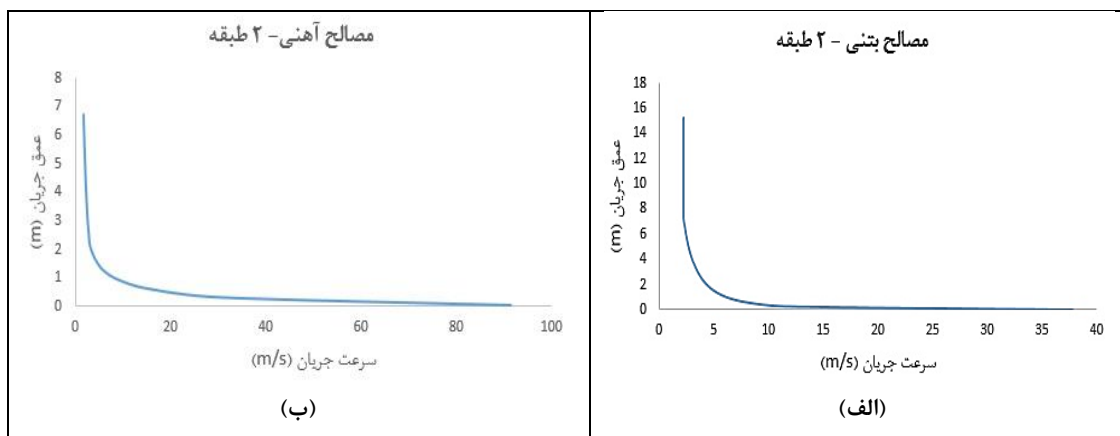 مصالح بتنی - ۲ طبقه
18
16
14
12
10
8
6
4
2
0
عمق جریان (m)
0 5 10 15 20 25 30 35 40
سرعت جریان (m/s)
(الف)
مصالح آهنی- ۲ طبقه
8
7
6
5
4
3
2
1
0
عمق جریان (m)
0 20 40 60 80 100
سرعت جریان (m/s)
(ب)